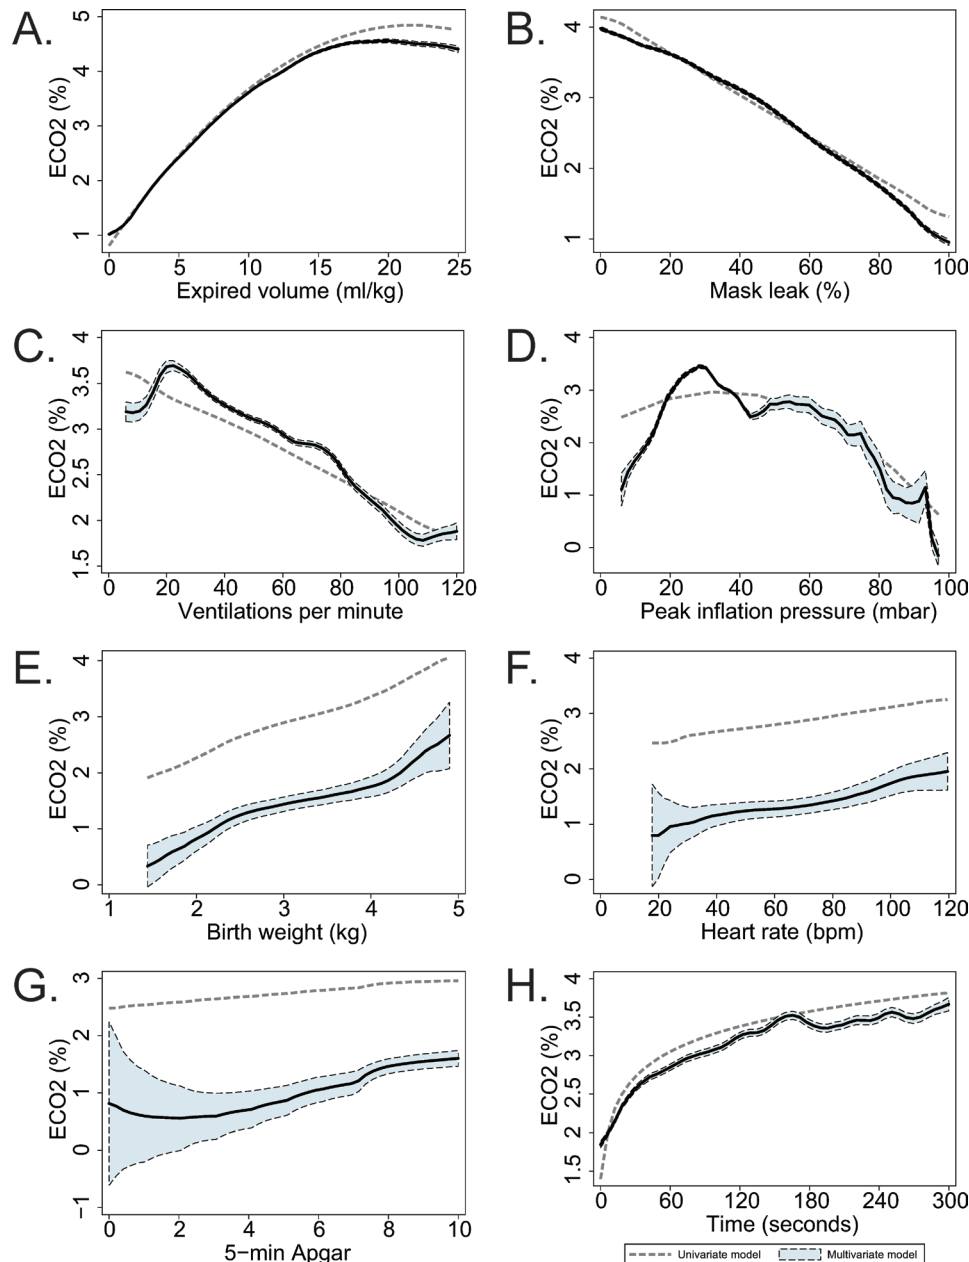 A.
ECO2 (%)
5
4
3
2
1
0 5 10 15 20 25
Expired volume (ml/kg)
B.
ECO2 (%)
4
3
2
1
0 20 40 60 80 100
Mask leak (%)
C.
ECO2 (%)
4
3.5
3
2.5
2
1.5
0 20 40 60 80 100 120
Ventilations per minute
D.
ECO2 (%)
4
3
2
1
0
0 20 40 60 80 100
Peak inflation pressure (mbar)
E.
ECO2 (%)
4
3
2
1
0
1 2 3 4 5
Birth weight (kg)
F.
ECO2 (%)
4
3
2
1
0
0 20 40 60 80 100 120
Heart rate (bpm)
G.
ECO2 (%)
3
2
1
0
−1
0 2 4 6 8 10
5−min Apgar
H.
ECO2 (%)
4
3.5
3
2.5
2
1.5
0 60 120 180 240 300
Time (seconds)
Univariate model Multivariate model